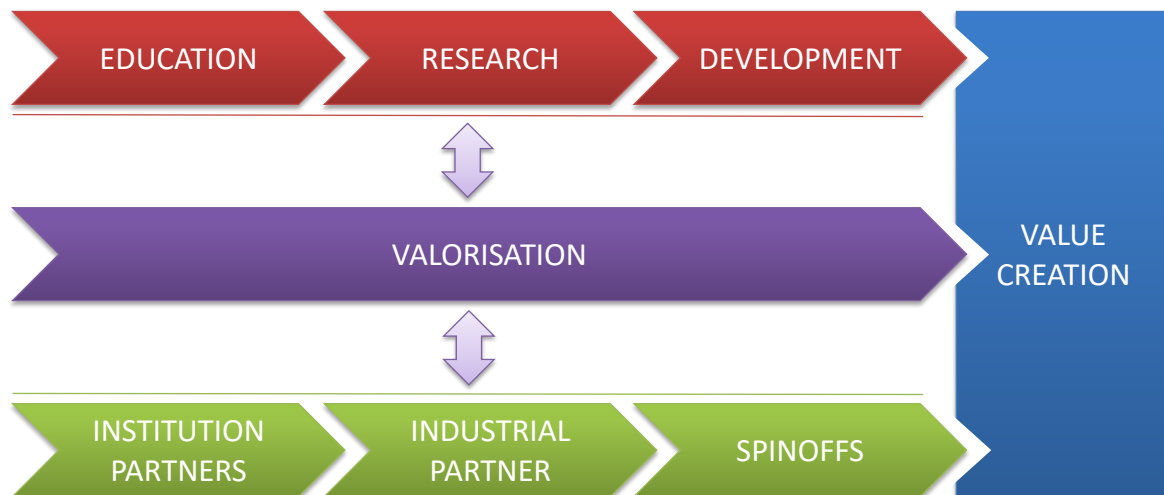 EDUCATION
RESEARCH
DEVELOPMENT
VALORISATION
VALUE
CREATION
INSTITUTION
PARTNERS
INDUSTRIAL
PARTNER
SPINOFFS